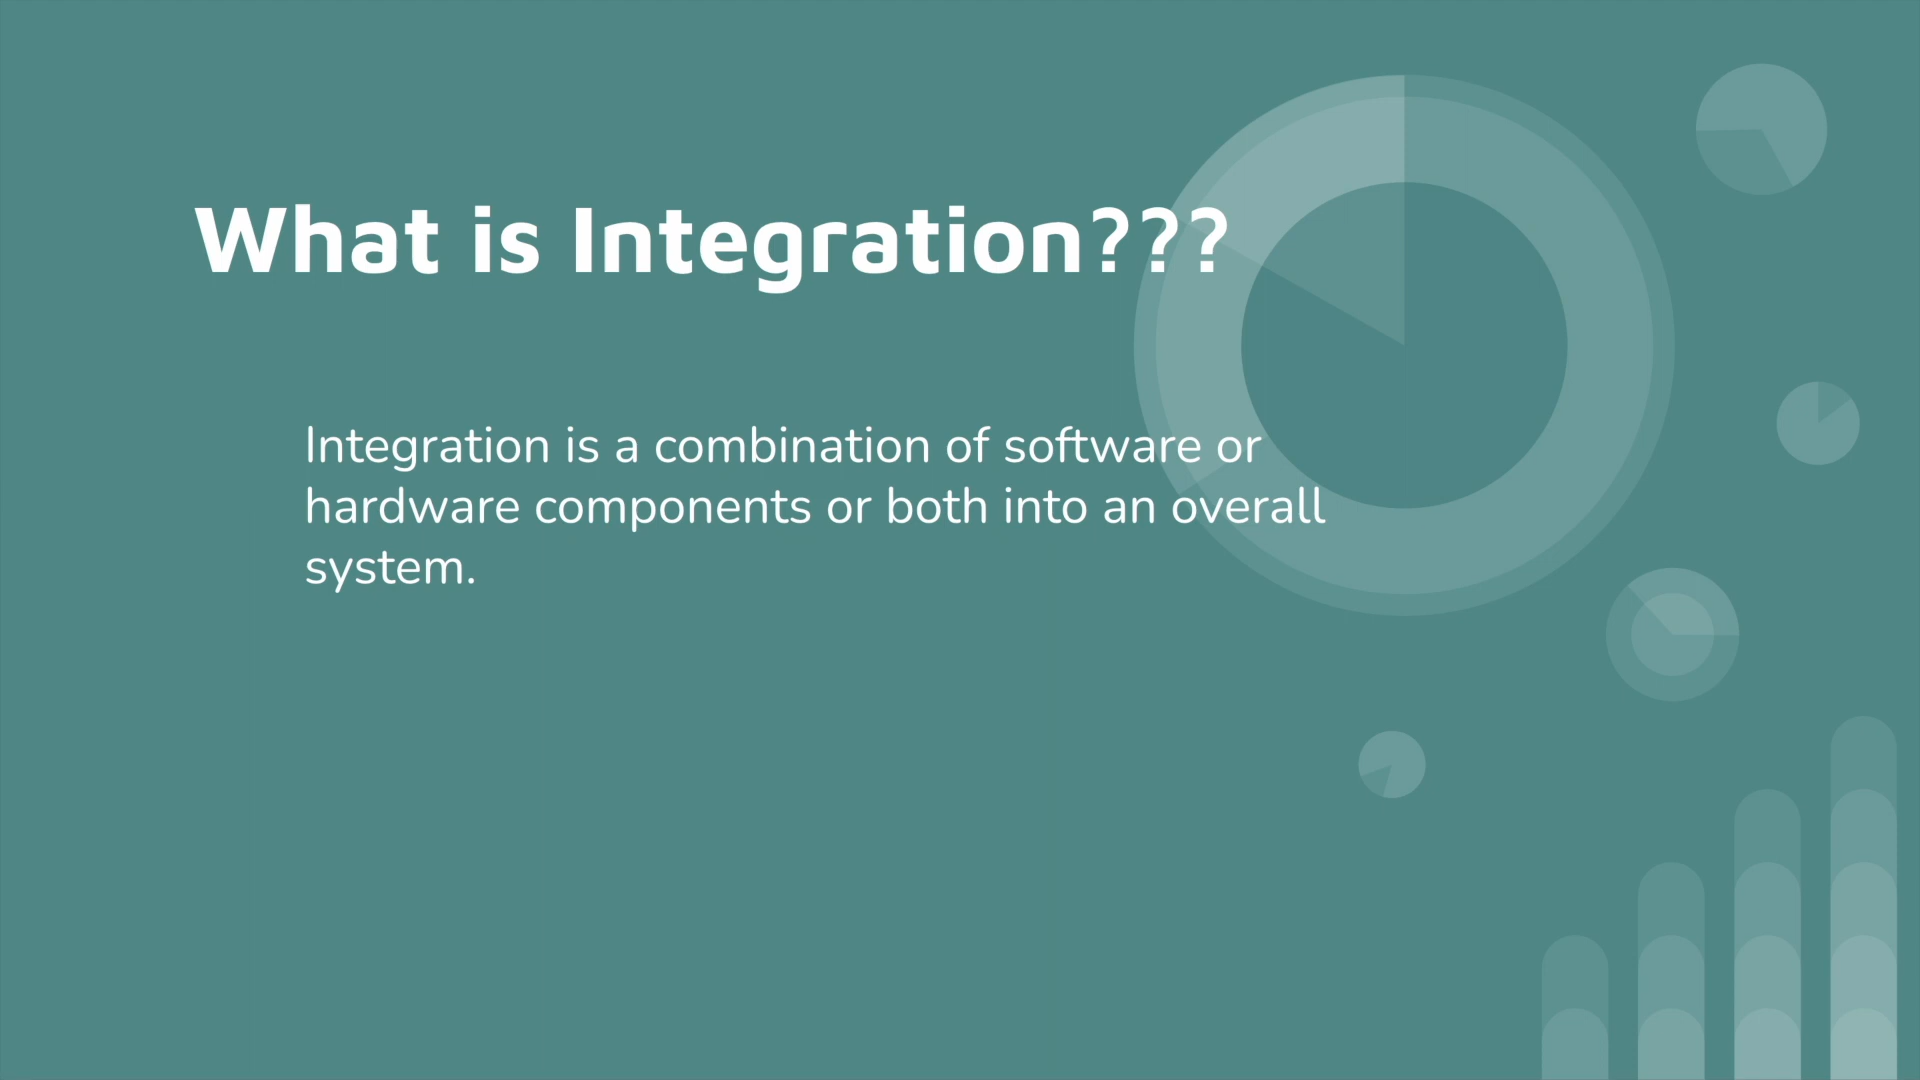 What is Integration???
Integration is a combination of software or
hardware components or both into an overall
system.